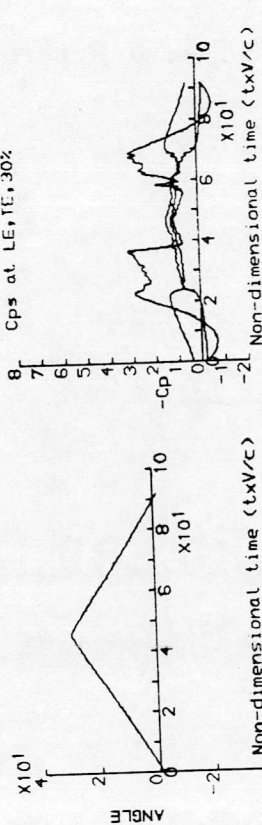 Cps at LE,TE,30%
X10¹
4
2
0
-2
ANGLE
0 2 4 6 8 10
X10¹
Non-dimensional time (txV/c)
8
7
6
5
4
3
2
1
0
-1
-2
-Cp
0 2 4 6 8 10
X10¹
Non-dimensional time (txV/c)